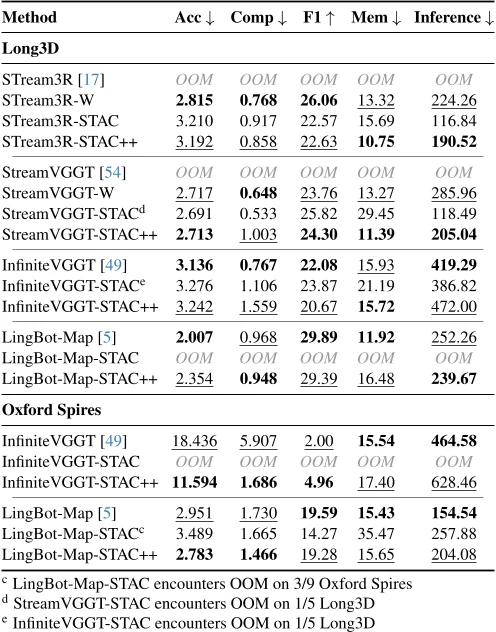 Method Acc ↓ Comp ↓ F1 ↑ Mem ↓ Inference ↓
Long3D
STream3R [17] OOM OOM OOM OOM OOM
STream3R-W 2.815 0.768 26.06 13.32 224.26
STream3R-STAC 3.210 0.917 22.57 15.69 116.84
STream3R-STAC++ 3.192 0.858 22.63 10.75 190.52
StreamVGGT [54] OOM OOM OOM OOM OOM
StreamVGGT-W 2.717 0.648 23.76 13.27 285.96
StreamVGGT-STACᵈ 2.691 0.533 25.82 29.45 118.49
StreamVGGT-STAC++ 2.713 1.003 24.30 11.39 205.04
InfiniteVGGT [49] 3.136 0.767 22.08 15.93 419.29
InfiniteVGGT-STACᵉ 3.276 1.106 23.87 21.19 386.82
InfiniteVGGT-STAC++ 3.242 1.559 20.67 15.72 472.00
LingBot-Map [5] 2.007 0.968 29.89 11.92 252.26
LingBot-Map-STAC OOM OOM OOM OOM OOM
LingBot-Map-STAC++ 2.354 0.948 29.39 16.48 239.67
Oxford Spires
InfiniteVGGT [49] 18.436 5.907 2.00 15.54 464.58
InfiniteVGGT-STAC OOM OOM OOM OOM OOM
InfiniteVGGT-STAC++ 11.594 1.686 4.96 17.40 628.46
LingBot-Map [5] 2.951 1.730 19.59 15.43 154.54
LingBot-Map-STACᶜ 3.489 1.665 14.27 35.47 257.88
LingBot-Map-STAC++ 2.783 1.466 19.28 15.65 204.08
ᶜ LingBot-Map-STAC encounters OOM on 3/9 Oxford Spires
ᵈ StreamVGGT-STAC encounters OOM on 1/5 Long3D
ᵉ InfiniteVGGT-STAC encounters OOM on 1/5 Long3D